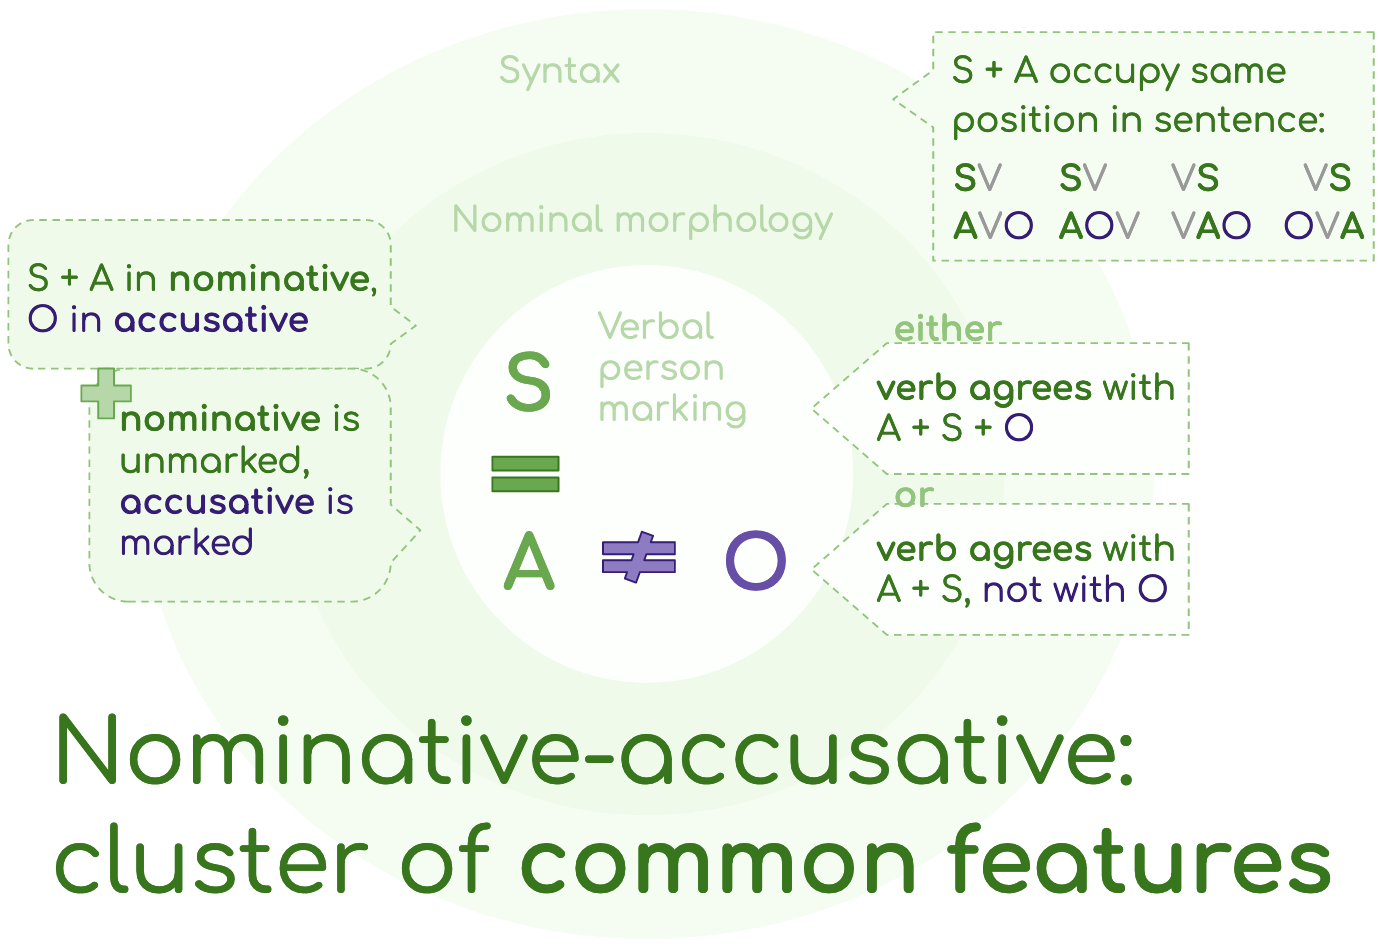 Syntax
S + A occupy same
position in sentence:
SV SV VS VS
AVO AOV VAO OVA
Nominal morphology
S + A in nominative,
O in accusative
nominative is
unmarked,
accusative is
marked
Verbal
person
marking
S
=
A ≠ O
either
verb agrees with
A + S + O
or
verb agrees with
A + S, not with O
Nominative-accusative:
cluster of common features